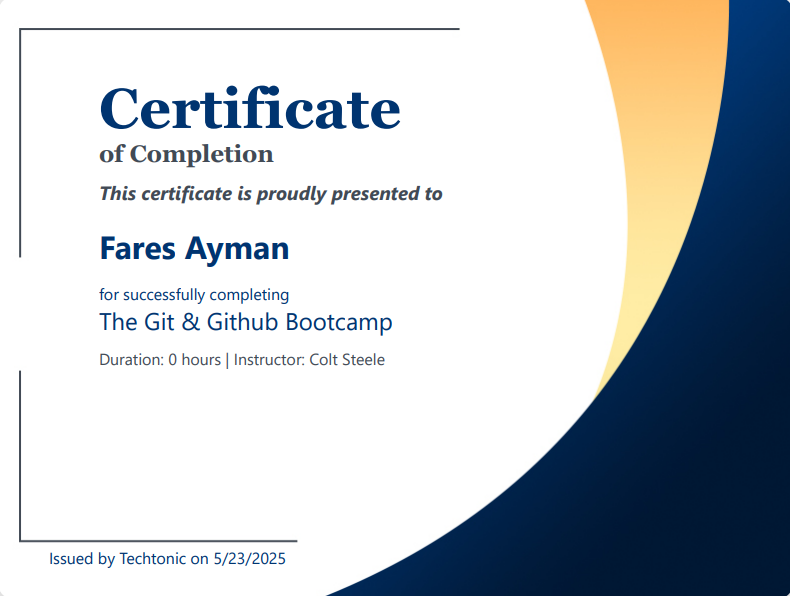 Certificate
of Completion
This certificate is proudly presented to
Fares Ayman
for successfully completing
The Git & Github Bootcamp
Duration: 0 hours | Instructor: Colt Steele
Issued by Techtonic on 5/23/2025